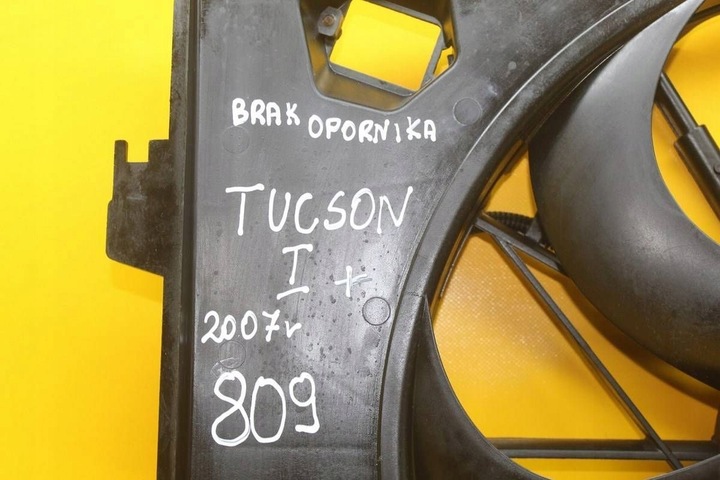 BRAK OPORNIKA
TUCSON
I +
2007r
809